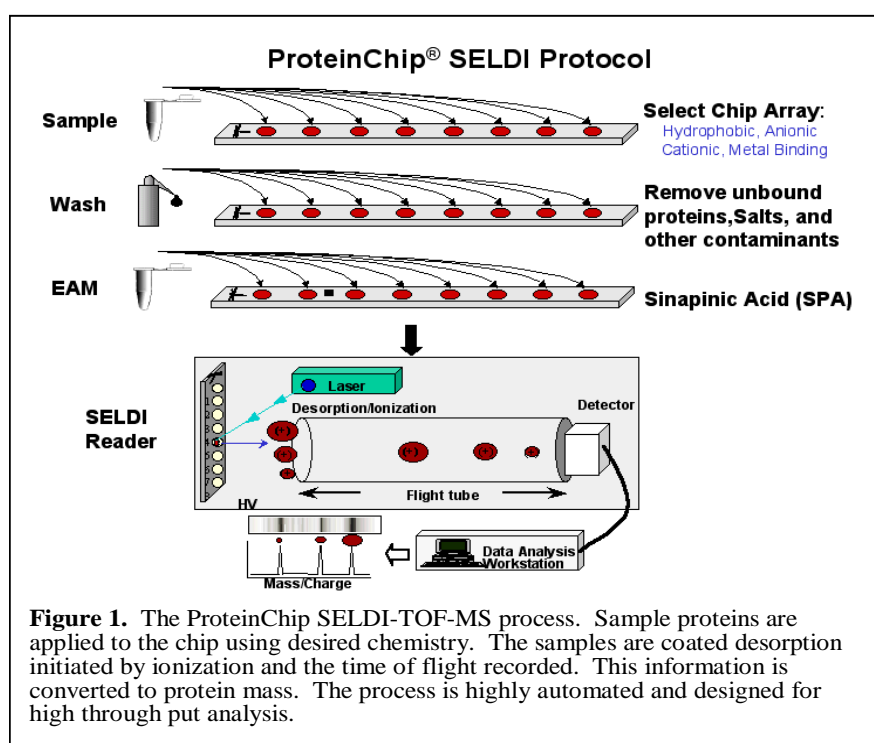 ProteinChip® SELDI Protocol
Sample
Select Chip Array:
Hydrophobic, Anionic
Cationic, Metal Binding
Wash
Remove unbound
proteins,Salts, and
other contaminants
EAM
Sinapinic Acid (SPA)
SELDI
Reader
1
2
3
4
5
6
7
8
Laser
Desorption/Ionization
Detector
(+)
(+)
+
(+)
(+)
+
Flight tube
HV
Data Analysis
Workstation
Mass/Charge
Figure 1. The ProteinChip SELDI-TOF-MS process. Sample proteins are
applied to the chip using desired chemistry. The samples are coated desorption
initiated by ionization and the time of flight recorded. This information is
converted to protein mass. The process is highly automated and designed for
high through put analysis.